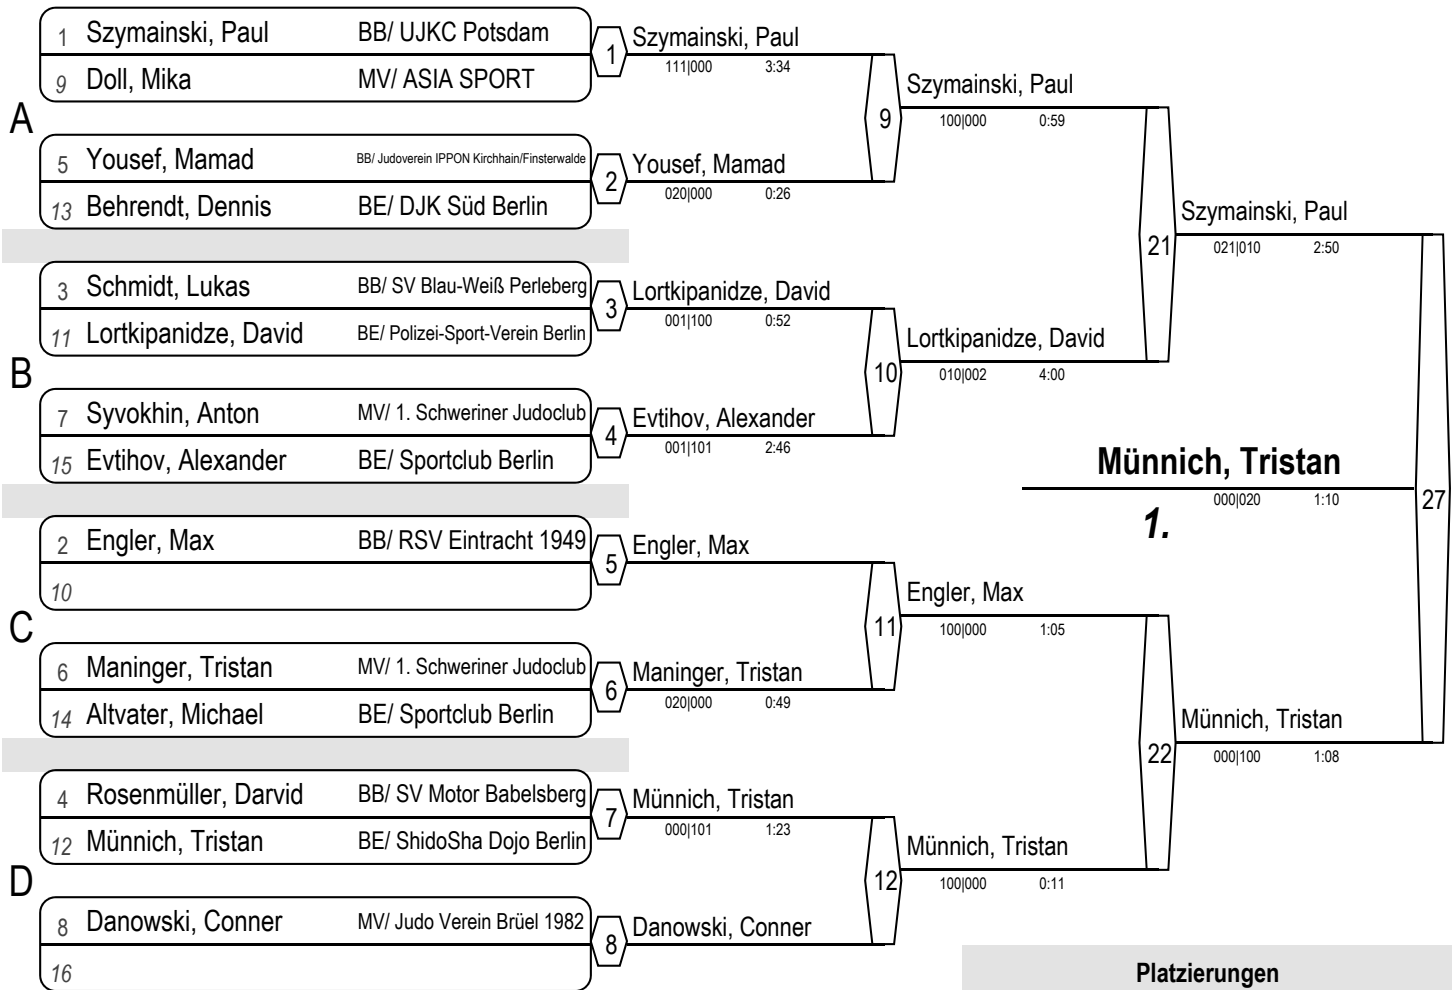 1 Szymainski, Paul BB/ UJKC Potsdam
9 Doll, Mika MV/ ASIA SPORT
A
5 Yousef, Mamad BB/ Judoverein IPPON Kirchhain/Finsterwalde
13 Behrendt, Dennis BE/ DJK Süd Berlin
3 Schmidt, Lukas BB/ SV Blau-Weiß Perleberg
11 Lortkipanidze, David BE/ Polizei-Sport-Verein Berlin
B
7 Syvokhin, Anton MV/ 1. Schweriner Judoclub
15 Evtihov, Alexander BE/ Sportclub Berlin
2 Engler, Max BB/ RSV Eintracht 1949
10
C
6 Maninger, Tristan MV/ 1. Schweriner Judoclub
14 Altvater, Michael BE/ Sportclub Berlin
4 Rosenmüller, Darvid BB/ SV Motor Babelsberg
12 Münnich, Tristan BE/ ShidoSha Dojo Berlin
D
8 Danowski, Conner MV/ Judo Verein Brüel 1982
16
1 Szymainski, Paul
111|000 3:34
2 Yousef, Mamad
020|000 0:26
3 Lortkipanidze, David
001|100 0:52
4 Evtihov, Alexander
001|101 2:46
5 Engler, Max
6 Maninger, Tristan
020|000 0:49
7 Münnich, Tristan
000|101 1:23
8 Danowski, Conner
9 Szymainski, Paul
100|000 0:59
10 Lortkipanidze, David
010|002 4:00
11 Engler, Max
100|000 1:05
12 Münnich, Tristan
100|000 0:11
21 Szymainski, Paul
021|010 2:50
22 Münnich, Tristan
000|100 1:08
27 Münnich, Tristan
000|020 1:10
1.
Platzierungen